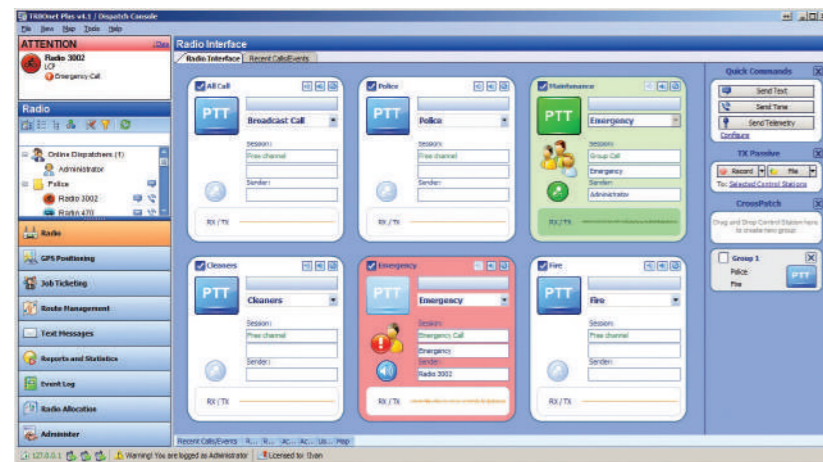 TRBOnet Plus v4.1 / Dispatch Console
File View Map Tools Help
ATTENTION
Radio 3002
LCP
Emergency Call
Radio
Online Dispatchers (1)
Administrator
Police
Radio 3002
Radio 470
Radio
GPS Positioning
Job Ticketing
Route Management
Text Messages
Reports and Statistics
Event Log
Radio Allocation
Administer
Radio Interface
Radio Interface Recent Calls/Events
All Call
PTT
Broadcast Call
Session:
Free channel
Sender:
RX / TX
Police
PTT
Police
Session:
Free channel
Sender:
RX / TX
Maintenance
PTT
Emergency
Session:
Group Call
Emergency
Sender:
Administrator
RX / TX
Cleaners
PTT
Cleaners
Session:
Free channel
Sender:
RX / TX
Emergency
PTT
Emergency
Session:
Emergency Call
Emergency
Sender:
Radio 3002
RX / TX
Fire
PTT
Fire
Session:
Free channel
Sender:
RX / TX
Quick Commands
Send Text
Send Tone
Send Telemetry
Configure
TX Passive
Record File
To: Selected Control Stations
CrossPatch
Drag and Drop Control Station here
to create new group
Group 1
Police
Fire
PTT
Recent Calls/Events R... R... Ac... Ac... Us... Map
127.0.0.1 Warning! You are logged as Administrator Licensed to: Ivan